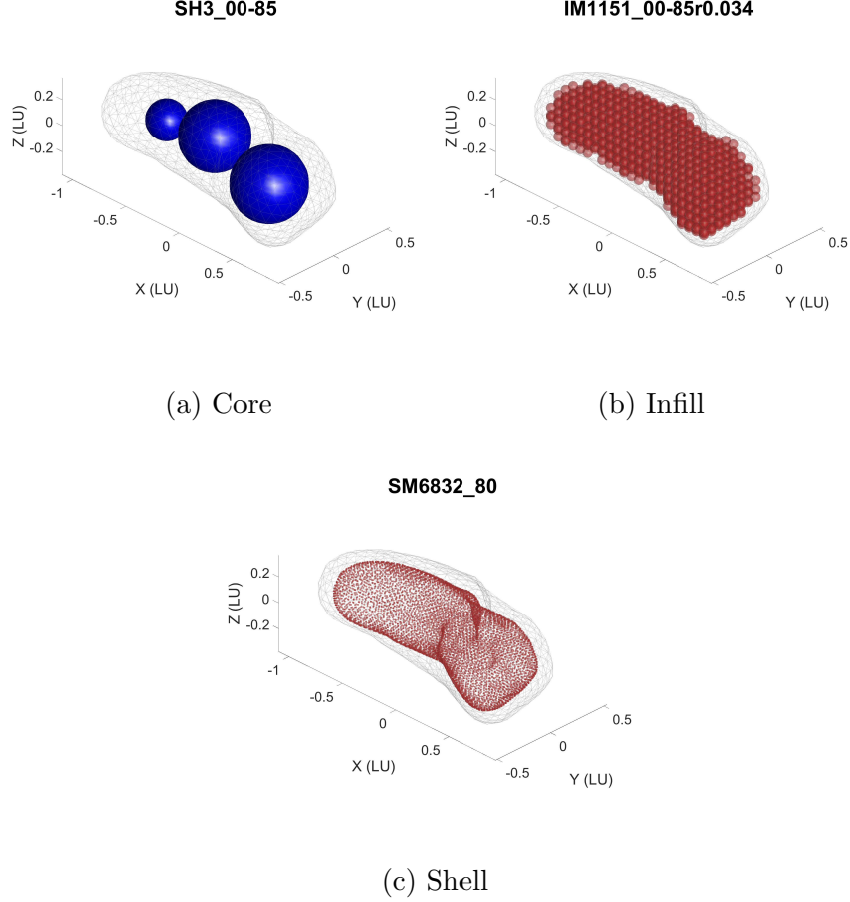 SH3_00-85
Z (LU)
0.2
0
-0.2
-1
-0.5
0
0.5
X (LU)
-0.5
0
0.5
Y (LU)
(a) Core
IM1151_00-85r0.034
Z (LU)
0.2
0
-0.2
-1
-0.5
0
0.5
X (LU)
-0.5
0
0.5
Y (LU)
(b) Infill
SM6832_80
Z (LU)
0.2
0
-0.2
-1
-0.5
0
0.5
X (LU)
-0.5
0
0.5
Y (LU)
(c) Shell